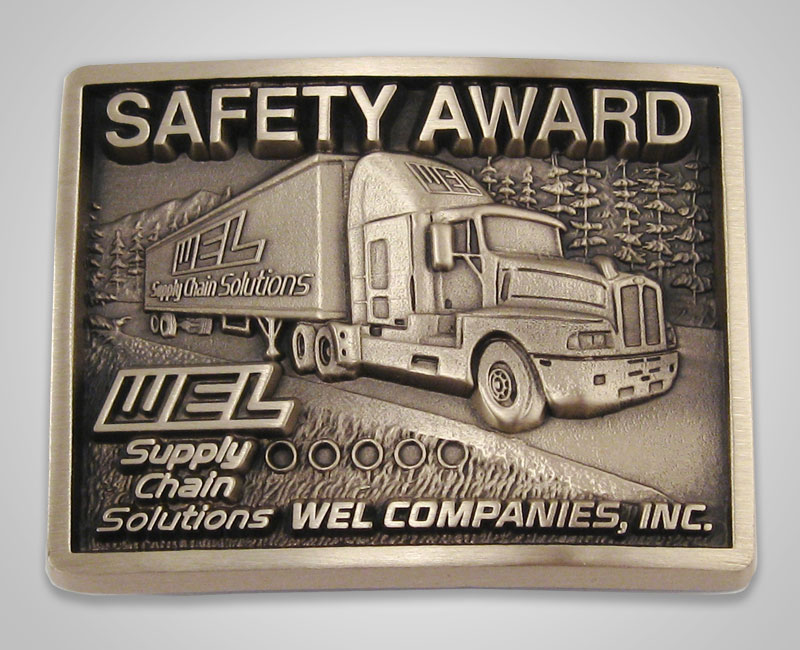 SAFETY AWARD
WEL
WEL
Supply Chain Solutions
WEL
Supply
Chain
Solutions
WEL COMPANIES, INC.